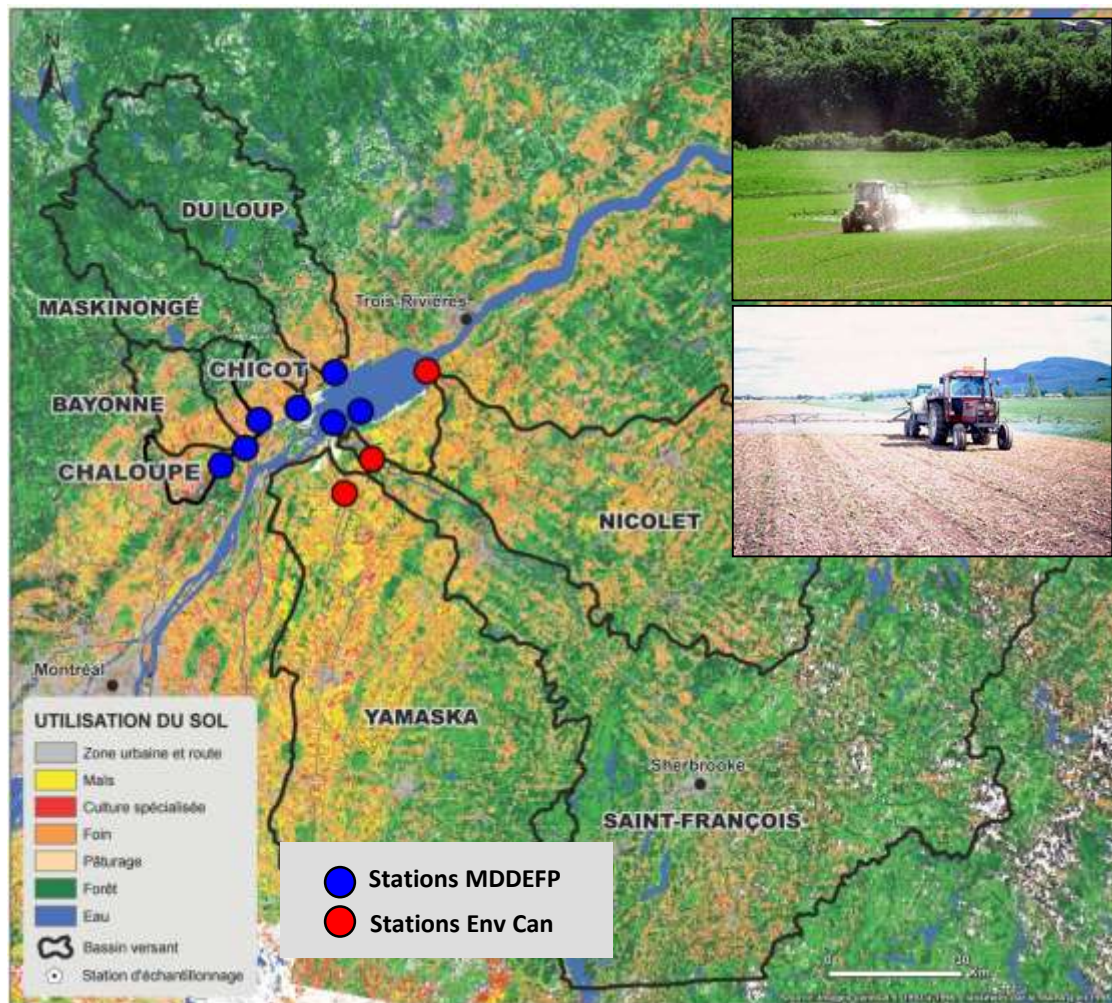 N
DU LOUP
MASKINONGÉ
Trois-Rivières
CHICOT
BAYONNE
CHALOUPE
NICOLET
Montréal
YAMASKA
Sherbrooke
SAINT-FRANÇOIS
UTILISATION DU SOL
Zone urbaine et route
Maïs
Culture spécialisée
Foin
Pâturage
Forêt
Eau
Bassin versant
Station d'échantillonnage
Stations MDDEFP
Stations Env Can
0
Km